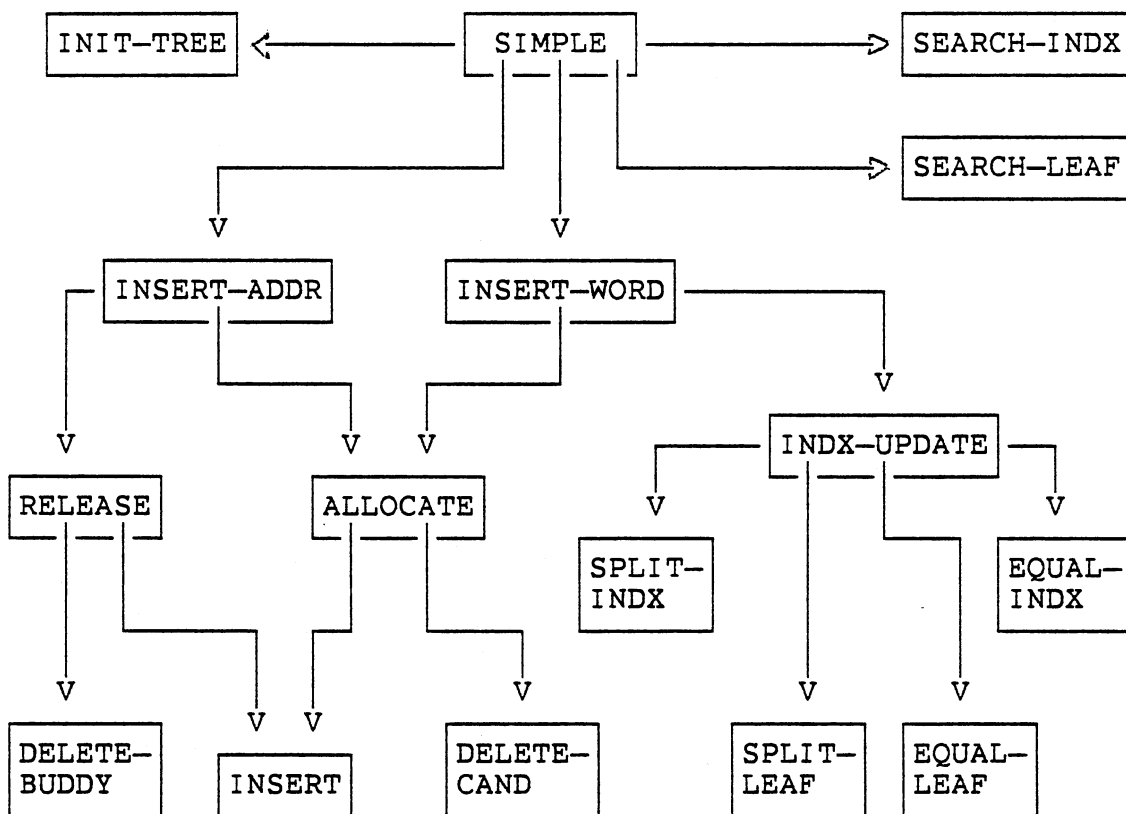 INIT-TREE
SIMPLE
SEARCH-INDX
SEARCH-LEAF
INSERT-ADDR
INSERT-WORD
INDX-UPDATE
RELEASE
ALLOCATE
SPLIT-
INDX
EQUAL-
INDX
DELETE-
BUDDY
INSERT
DELETE-
CAND
SPLIT-
LEAF
EQUAL-
LEAF